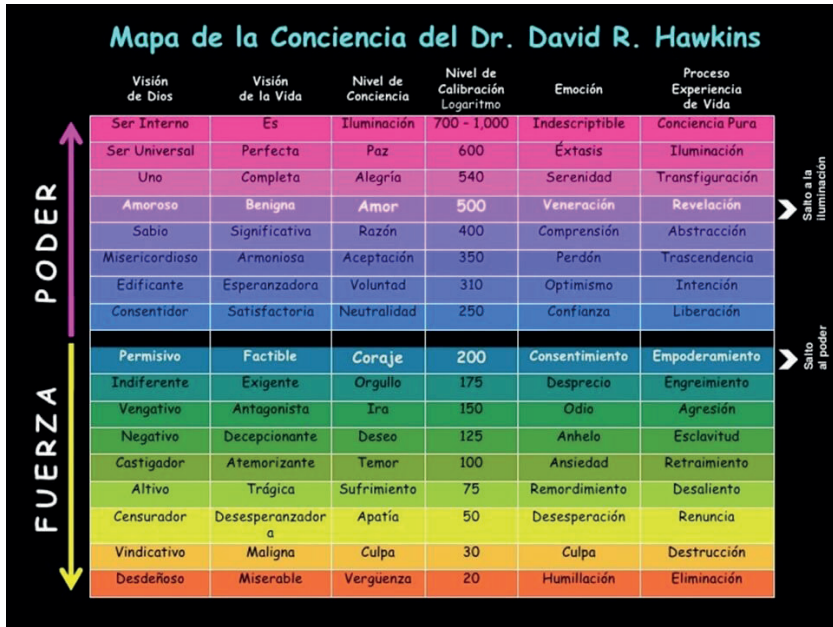 Mapa de la Conciencia del Dr. David R. Hawkins
Visión de Dios Visión de la Vida Nivel de Conciencia Nivel de Calibración Logaritmo Emoción Proceso Experiencia de Vida
Ser Interno Es Iluminación 700 - 1,000 Indescriptible Conciencia Pura
Ser Universal Perfecta Paz 600 Éxtasis Iluminación
Uno Completa Alegría 540 Serenidad Transfiguración
Amoroso Benigna Amor 500 Veneración Revelación
Sabio Significativa Razón 400 Comprensión Abstracción
Misericordioso Armoniosa Aceptación 350 Perdón Trascendencia
Edificante Esperanzadora Voluntad 310 Optimismo Intención
Consentidor Satisfactoria Neutralidad 250 Confianza Liberación
Permisivo Factible Coraje 200 Consentimiento Empoderamiento
Indiferente Exigente Orgullo 175 Desprecio Engreimiento
Vengativo Antagonista Ira 150 Odio Agresión
Negativo Decepcionante Deseo 125 Anhelo Esclavitud
Castigador Atemorizante Temor 100 Ansiedad Retraimiento
Altivo Trágica Sufrimiento 75 Remordimiento Desaliento
Censurador Desesperanzadora Apatía 50 Desesperación Renuncia
Vindicativo Maligna Culpa 30 Culpa Destrucción
Desdeñoso Miserable Vergüenza 20 Humillación Eliminación
PODER
FUERZA
Salto a la
iluminación
Salto
al poder